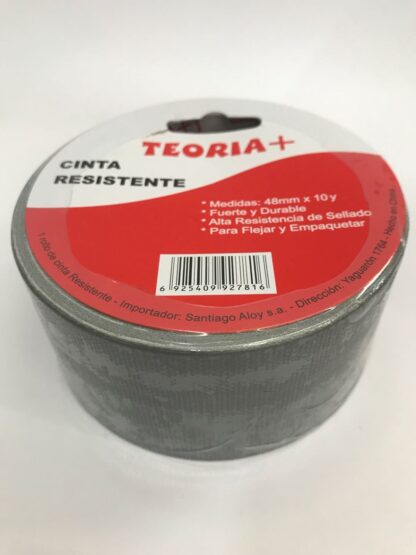 TEORIA+
CINTA
RESISTENTE
* Medidas: 48mm x 10y
* Fuerte y Durable
* Alta Resistencia de Sellado
* Para Flejar y Empaquetar
6 925409 927816
1 rollo de cinta Resistente - Importador: Santiago Aloy s.a. - Dirección: Yaguarón 1764 - Hecho en China